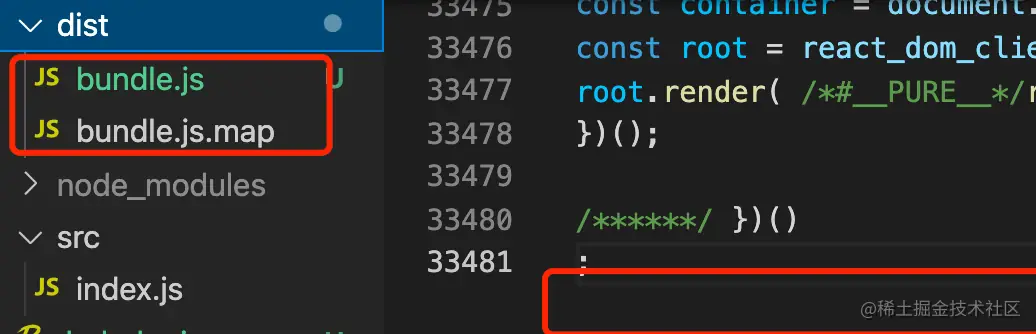 dist
JS bundle.js U
JS bundle.js.map
node_modules
src
JS index.js
33475 const container = document.
33476 const root = react_dom_clie
33477 root.render( /*#__PURE__*/r
33478 })();
33479
33480 /******/ })()
33481 ;
@稀土掘金技术社区